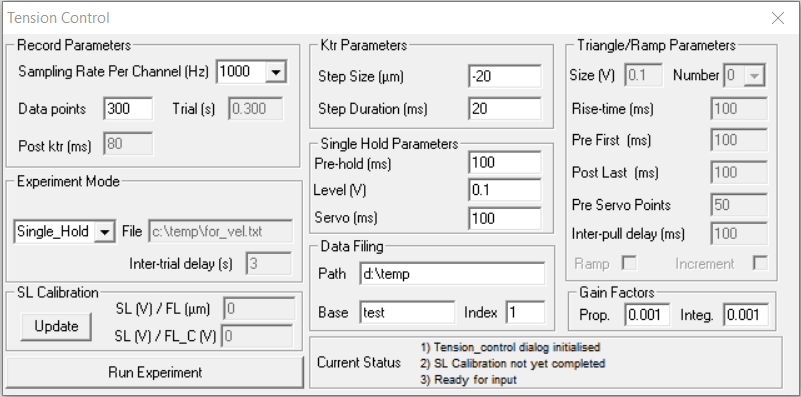 Tension Control
Record Parameters
Sampling Rate Per Channel (Hz) 1000
Data points 300 Trial (s) 0.300
Post ktr (ms) 80
Experiment Mode
Single_Hold File c:\temp\for_vel.txt
Inter-trial delay (s) 3
SL Calibration
Update
SL (V) / FL (µm) 0
SL (V) / FL_C (V) 0
Run Experiment
Ktr Parameters
Step Size (µm) -20
Step Duration (ms) 20
Single Hold Parameters
Pre-hold (ms) 100
Level (V) 0.1
Servo (ms) 100
Data Filing
Path d:\temp
Base test Index 1
Triangle/Ramp Parameters
Size (V) 0.1 Number 0
Rise-time (ms) 100
Pre First (ms) 100
Post Last (ms) 100
Pre Servo Points 50
Inter-pull delay (ms) 100
Ramp Increment
Gain Factors
Prop. 0.001 Integ. 0.001
Current Status
1) Tension_control dialog initialised
2) SL Calibration not yet completed
3) Ready for input